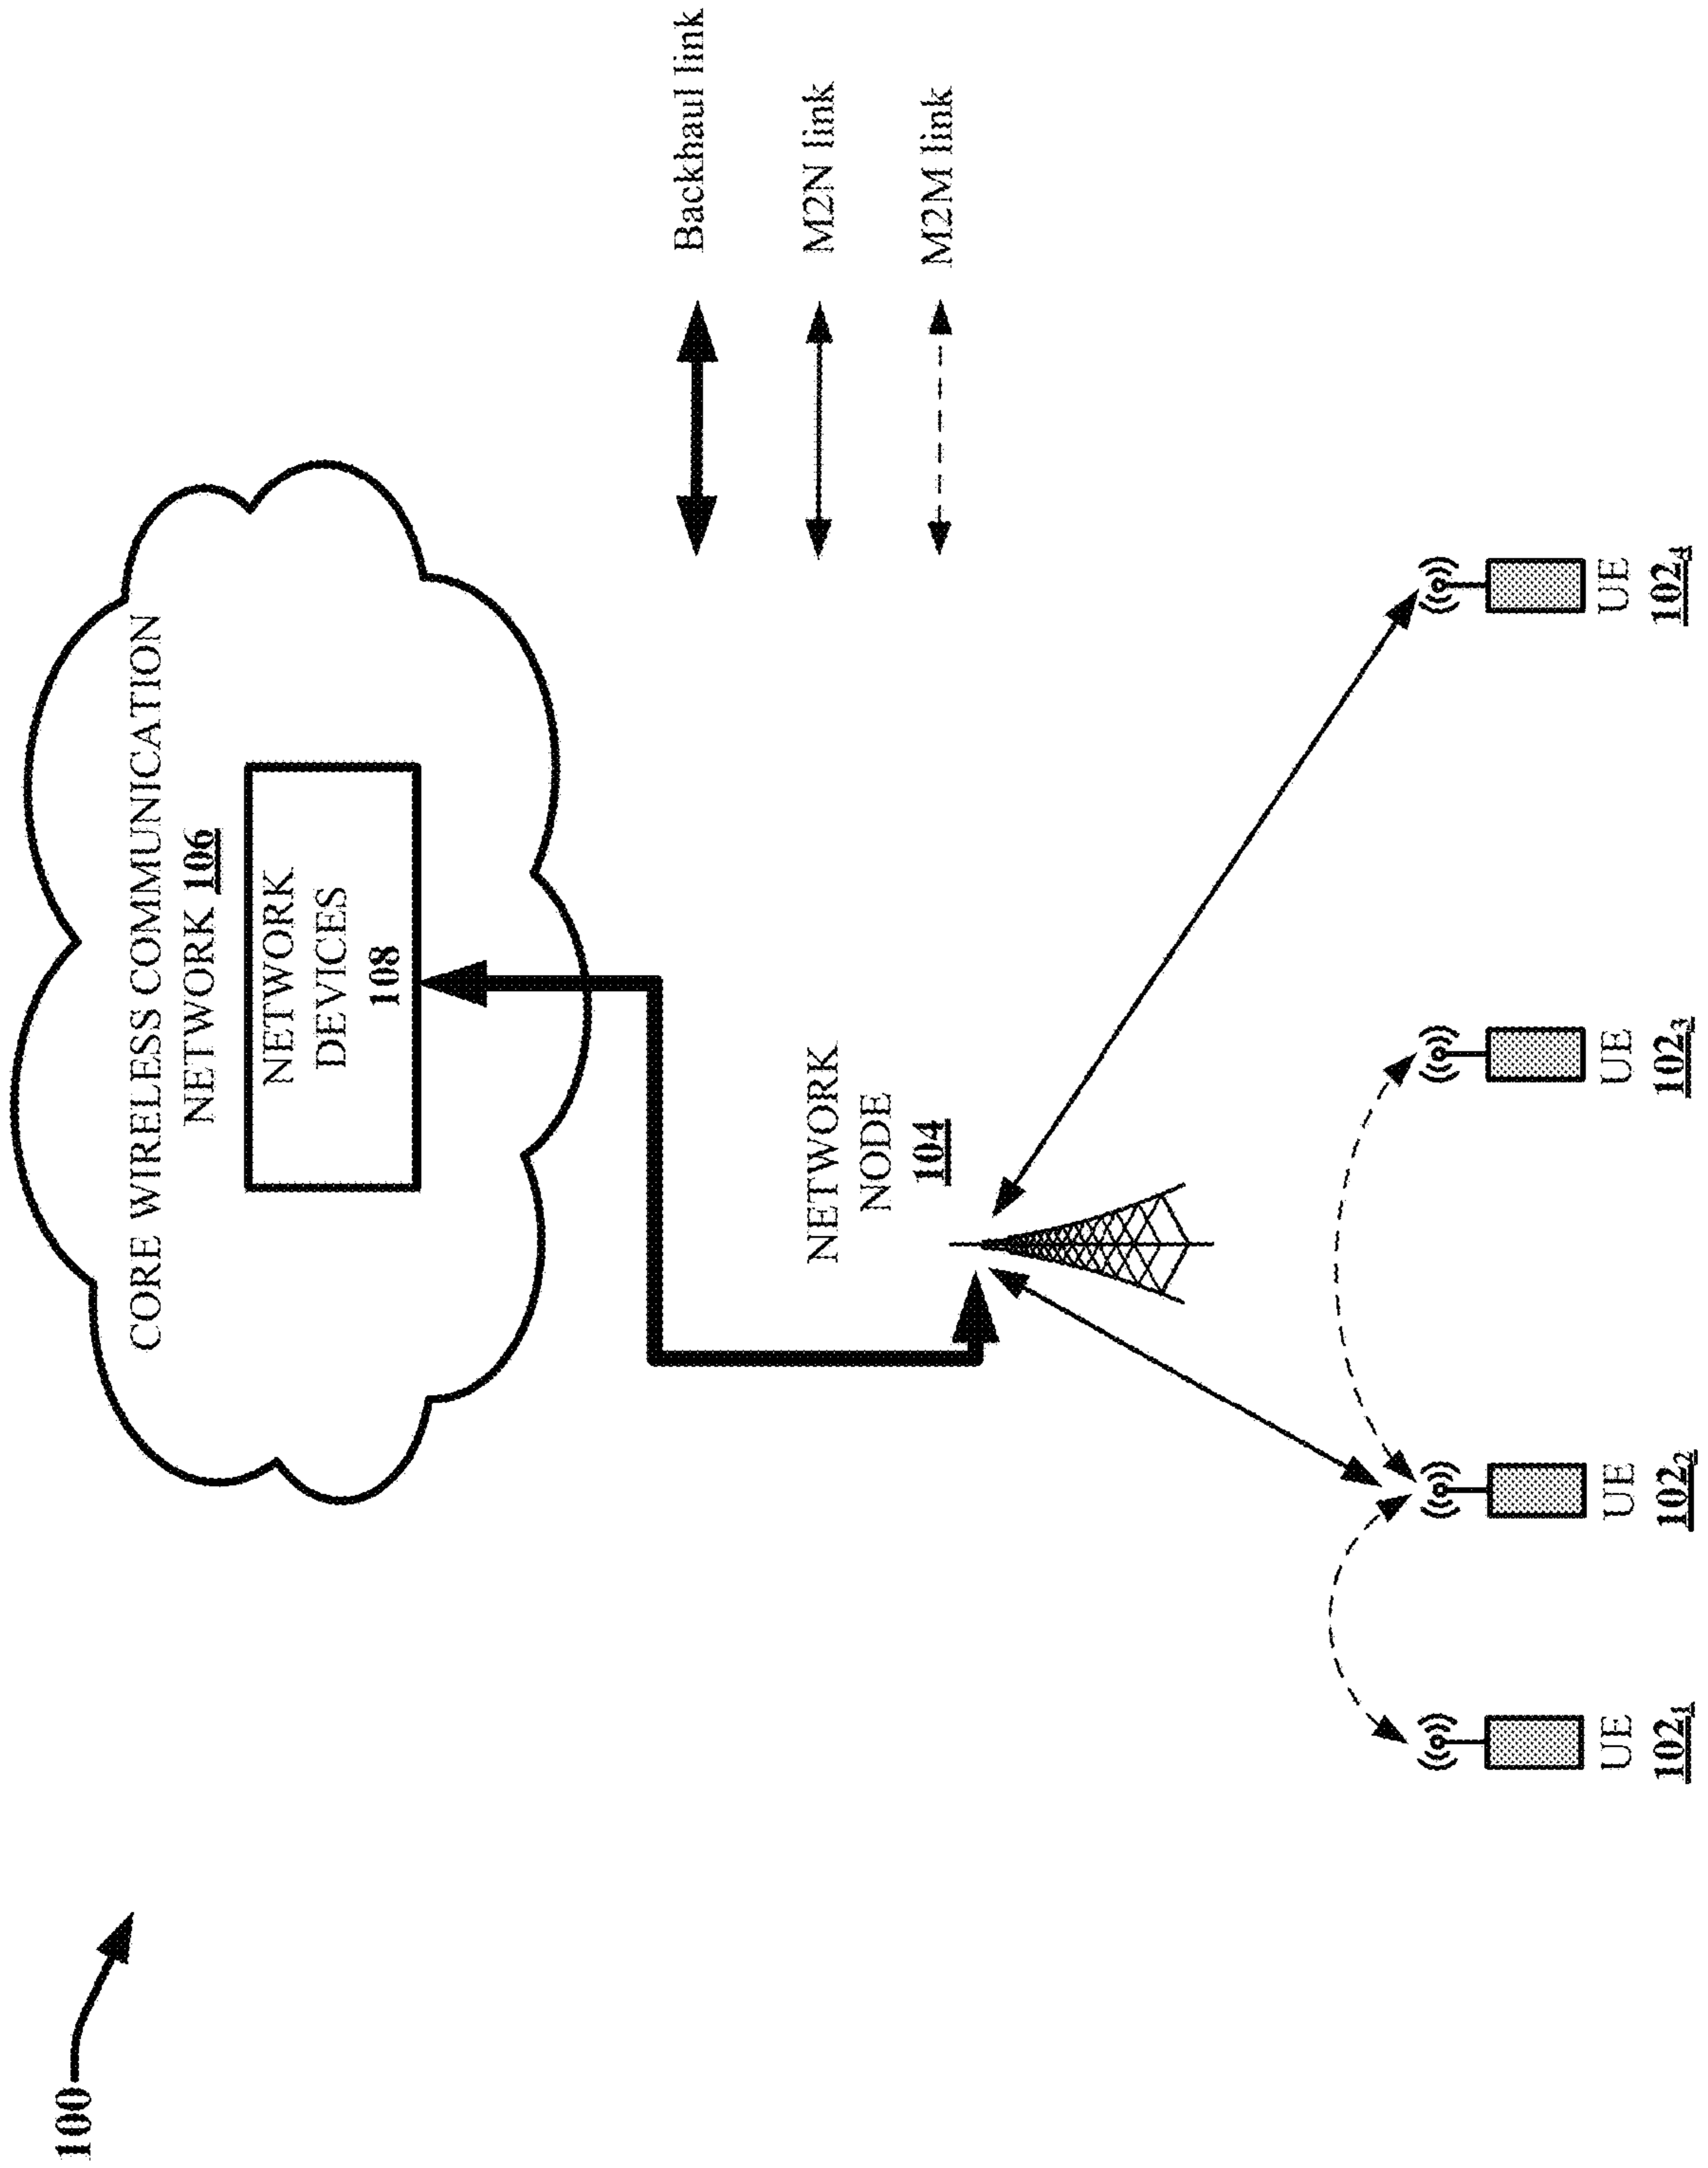 100
CORE WIRELESS COMMUNICATION
NETWORK 106
NETWORK
DEVICES
108
Backhaul link
M2N link
M2M link
NETWORK
NODE
104
UE
102₁
UE
102₂
UE
102₃
UE
102₄